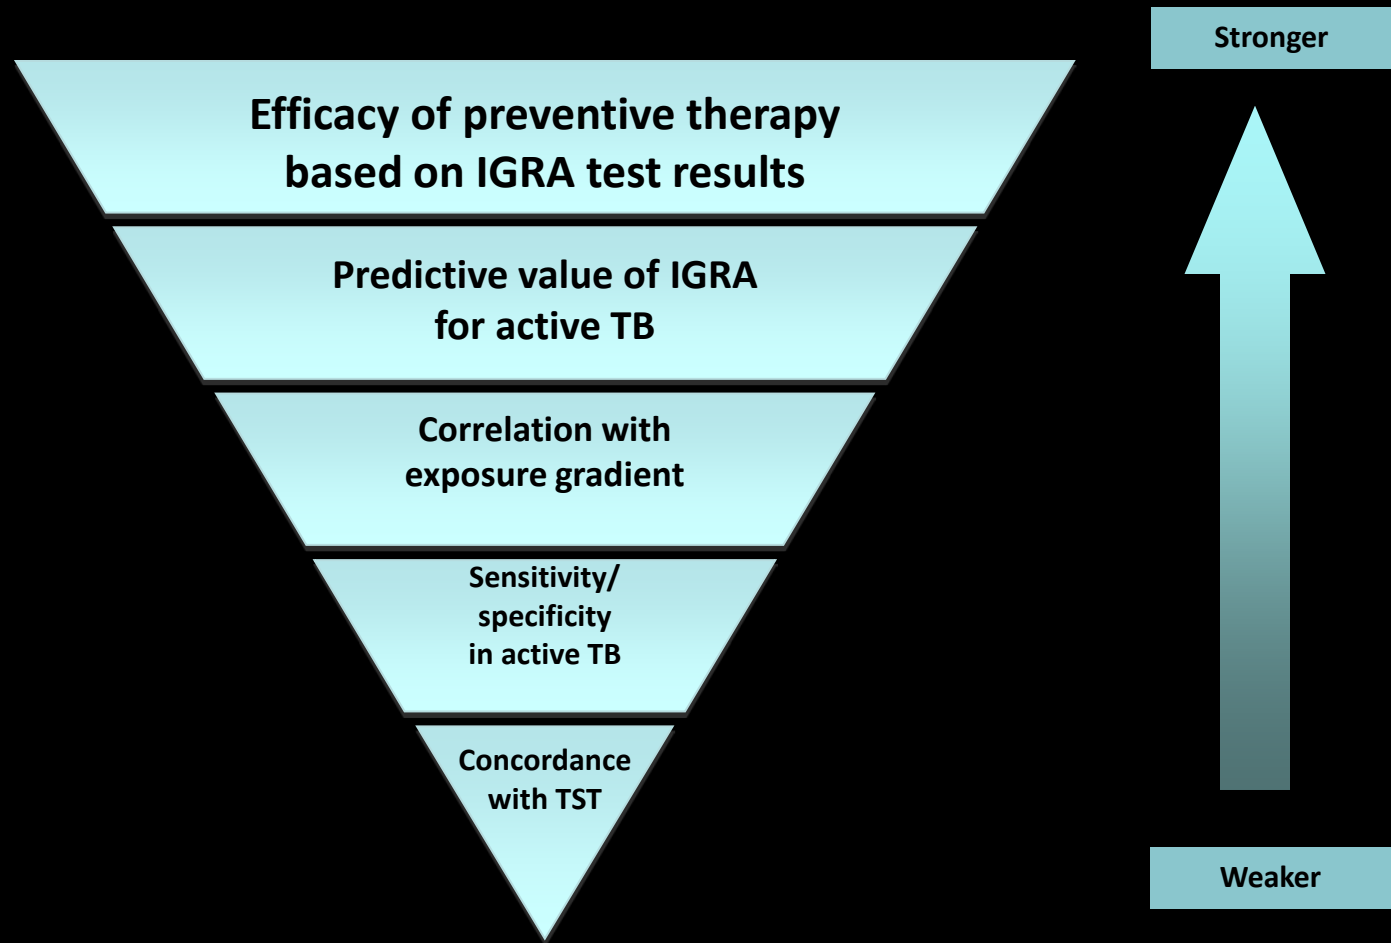 Stronger
Efficacy of preventive therapy
based on IGRA test results
Predictive value of IGRA
for active TB
Correlation with
exposure gradient
Sensitivity/
specificity
in active TB
Concordance
with TST
Weaker